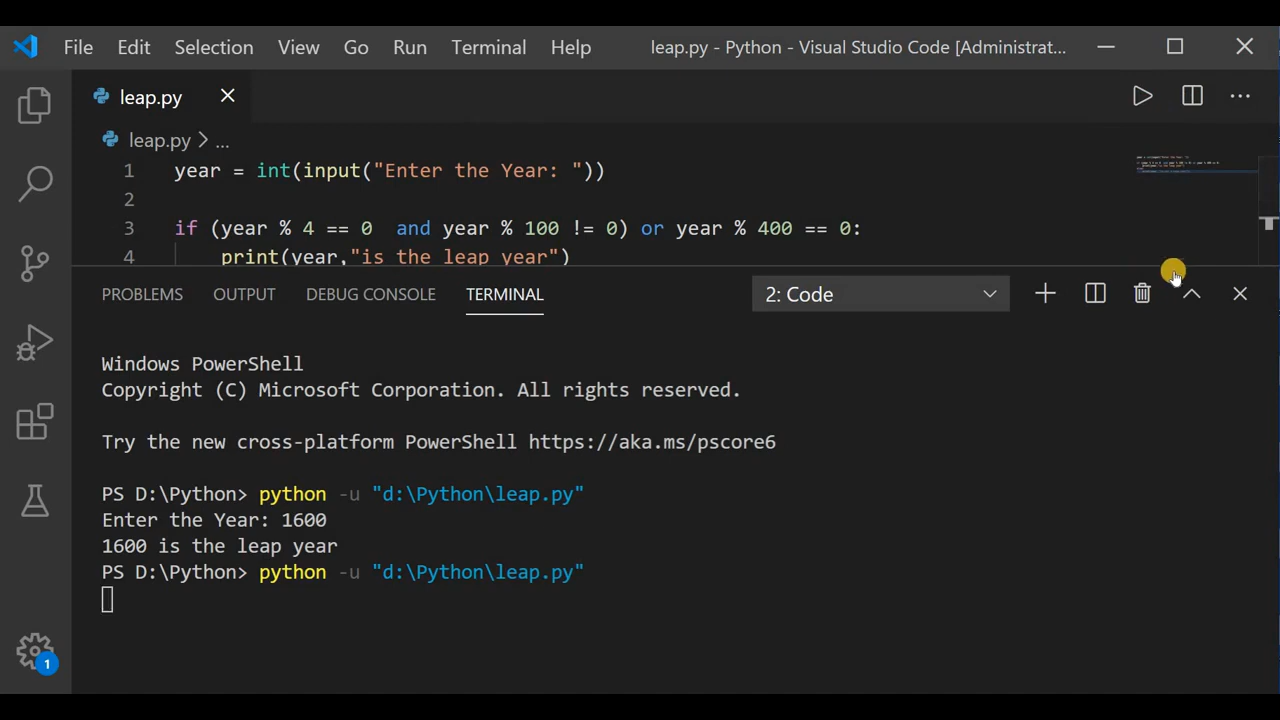 File Edit Selection View Go Run Terminal Help leap.py - Python - Visual Studio Code [Administrat...
leap.py
leap.py > ...
1 year = int(input("Enter the Year: "))
2
3 if (year % 4 == 0  and year % 100 != 0) or year % 400 == 0:
4 print(year,"is the leap year")
PROBLEMS OUTPUT DEBUG CONSOLE TERMINAL 2: Code
Windows PowerShell
Copyright (C) Microsoft Corporation. All rights reserved.
Try the new cross-platform PowerShell https://aka.ms/pscore6
PS D:\Python> python -u "d:\Python\leap.py"
Enter the Year: 1600
1600 is the leap year
PS D:\Python> python -u "d:\Python\leap.py"
1